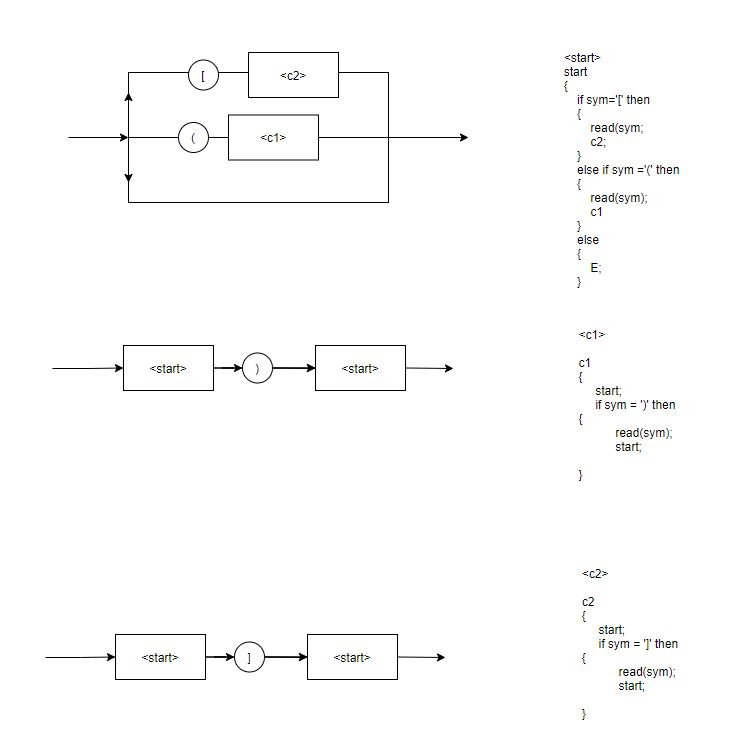 [
<c2>
(
<c1>
<start>
)
<start>
<start>
]
<start>
<start>
start
{
if sym='[' then
{
read(sym;
c2;
}
else if sym ='(' then
{
read(sym);
c1
}
else
{
E;
}
<c1>
c1
{
start;
if sym = ')' then
{
read(sym);
start;
}
<c2>
c2
{
start;
if sym = ']' then
{
read(sym);
start;
}